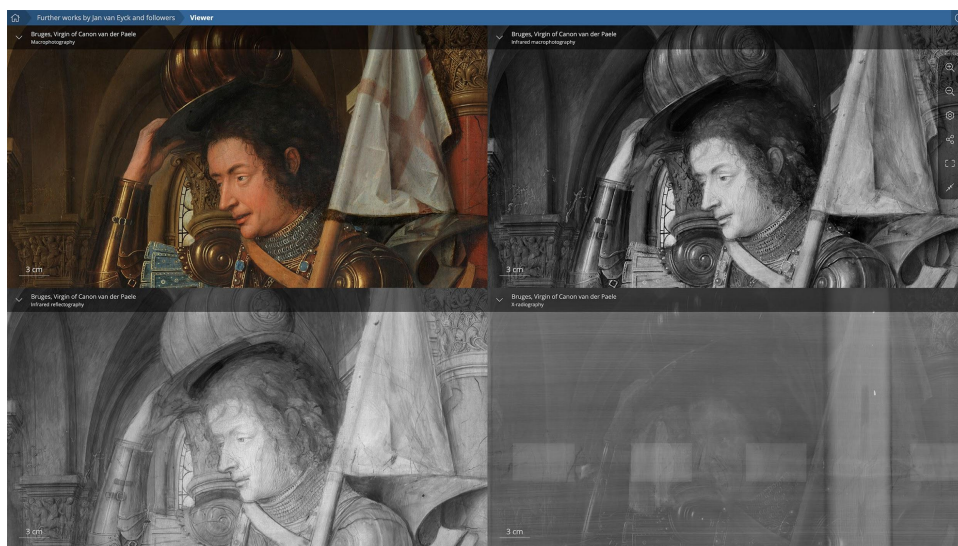 Further works by Jan van Eyck and followers Viewer
Bruges, Virgin of Canon van der Paele
Macrophotography
Bruges, Virgin of Canon van der Paele
Infrared macrophotography
3 cm
3 cm
Bruges, Virgin of Canon van der Paele
Infrared reflectography
Bruges, Virgin of Canon van der Paele
X-radiography
3 cm
3 cm